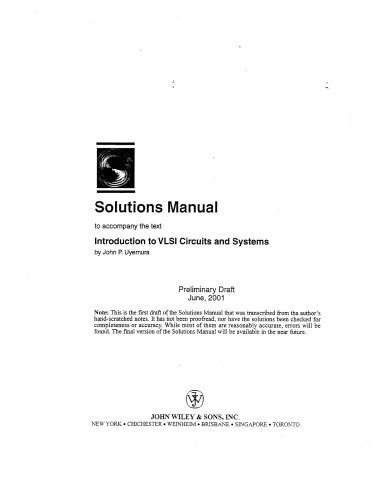 Solutions Manual
to accompany the text
Introduction to VLSI Circuits and Systems
by John P. Uyemura
Preliminary Draft
June, 2001
Note: This is the first draft of the Solutions Manual that was transcribed from the author's
hand-scratched notes. It has not been proofread, nor have the solutions been checked for
completeness or accuracy. While most of them are reasonably accurate, errors will be
found. The final version of the Solutions Manual will be available in the near future.
JOHN WILEY & SONS, INC.
NEW YORK • CHICHESTER • WEINHEIM • BRISBANE • SINGAPORE • TORONTO